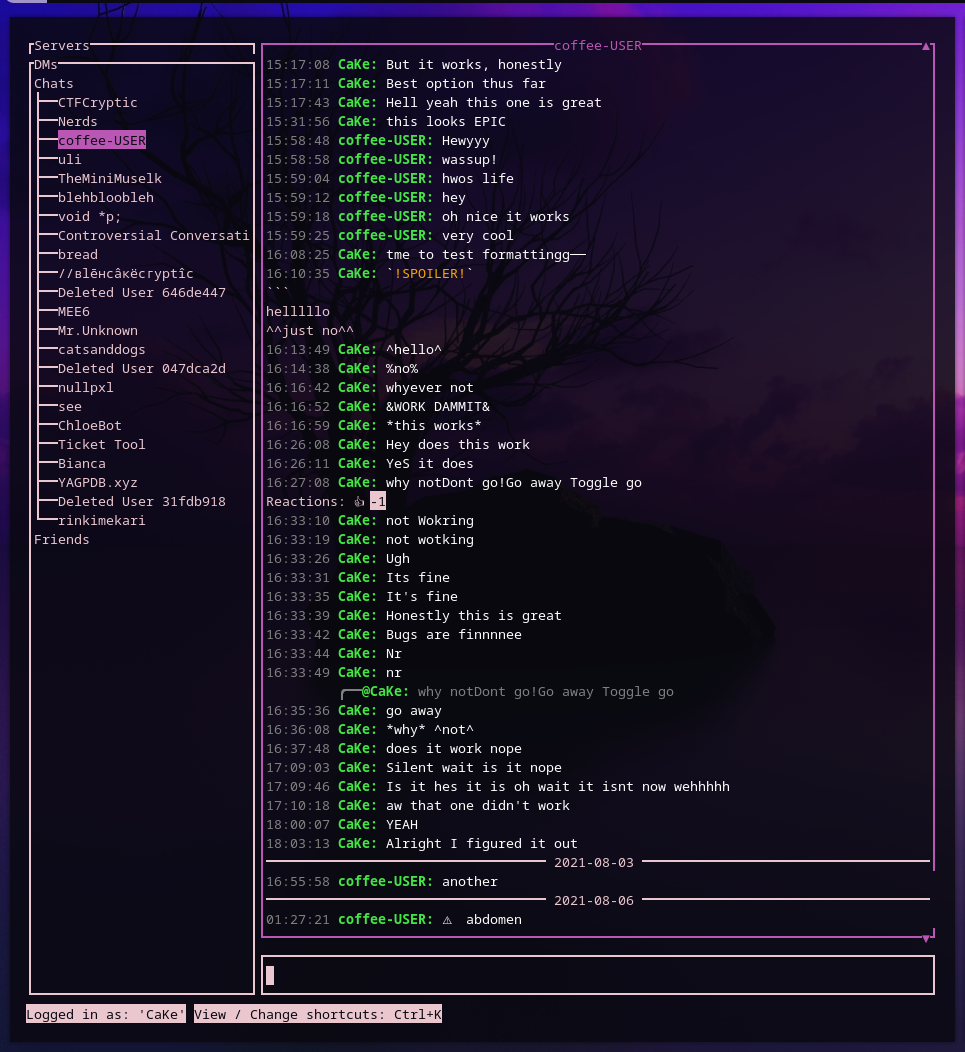 Servers
DMs
Chats
CTFCryptic
Nerds
coffee-USER
uli
TheMiniMuselk
blehbloobleh
void *p;
Controversial Conversati
bread
//вlēнcâкёcгyptîc
Deleted User 646de447
MEE6
Mr.Unknown
catsanddogs
Deleted User 047dca2d
nullpxl
see
ChloeBot
Ticket Tool
Bianca
YAGPDB.xyz
Deleted User 31fdb918
rinkimekari
Friends
coffee-USER
15:17:08 CaKe: But it works, honestly
15:17:11 CaKe: Best option thus far
15:17:43 CaKe: Hell yeah this one is great
15:31:56 CaKe: this looks EPIC
15:58:48 coffee-USER: Hewyyy
15:58:58 coffee-USER: wassup!
15:59:04 coffee-USER: hwos life
15:59:12 coffee-USER: hey
15:59:18 coffee-USER: oh nice it works
15:59:25 coffee-USER: very cool
16:08:25 CaKe: tme to test formattingg──
16:10:35 CaKe: `!SPOILER!`
```
helllllo
^^just no^^
16:13:49 CaKe: ^hello^
16:14:38 CaKe: %no%
16:16:42 CaKe: whyever not
16:16:52 CaKe: &WORK DAMMIT&
16:16:59 CaKe: *this works*
16:26:08 CaKe: Hey does this work
16:26:11 CaKe: YeS it does
16:27:08 CaKe: why notDont go!Go away Toggle go
Reactions: 👍-1
16:33:10 CaKe: not Wokring
16:33:19 CaKe: not wotking
16:33:26 CaKe: Ugh
16:33:31 CaKe: Its fine
16:33:35 CaKe: It's fine
16:33:39 CaKe: Honestly this is great
16:33:42 CaKe: Bugs are finnnnee
16:33:44 CaKe: Nr
16:33:49 CaKe: nr
@CaKe: why notDont go!Go away Toggle go
16:35:36 CaKe: go away
16:36:08 CaKe: *why* ^not^
16:37:48 CaKe: does it work nope
17:09:03 CaKe: Silent wait is it nope
17:09:46 CaKe: Is it hes it is oh wait it isnt now wehhhhh
17:10:18 CaKe: aw that one didn't work
18:00:07 CaKe: YEAH
18:03:13 CaKe: Alright I figured it out
2021-08-03
16:55:58 coffee-USER: another
2021-08-06
01:27:21 coffee-USER: ⚠ abdomen
Logged in as: 'CaKe' View / Change shortcuts: Ctrl+K